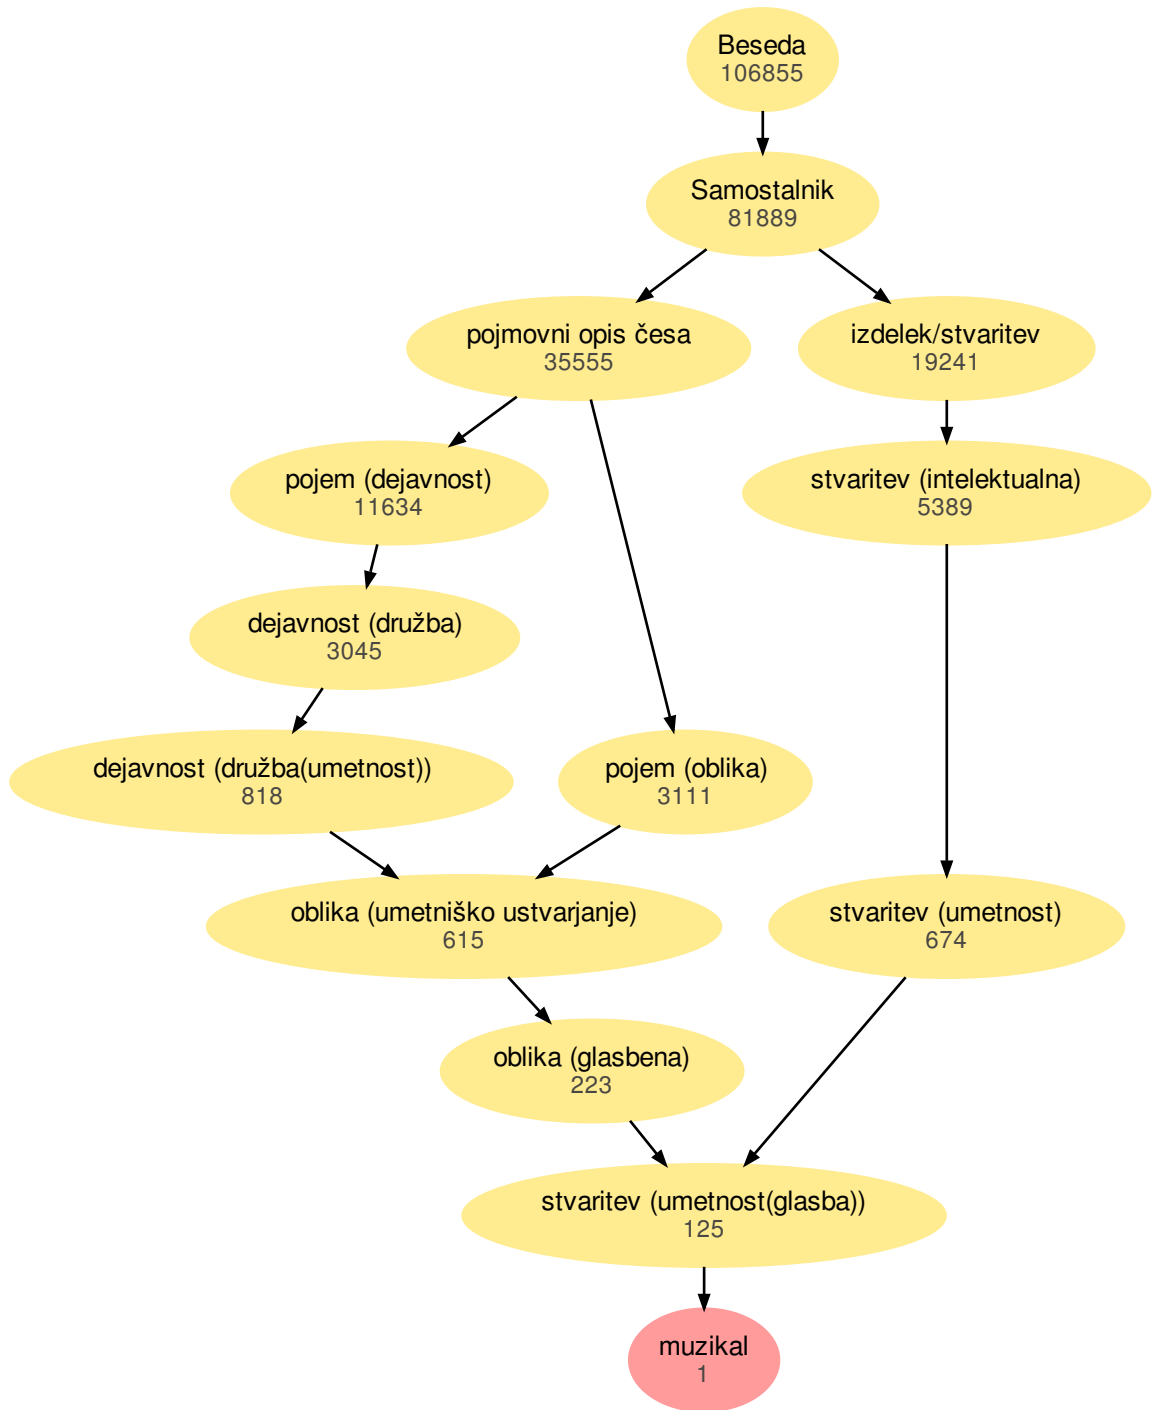 Beseda
106855
Samostalnik
81889
pojmovni opis česa
35555
izdelek/stvaritev
19241
pojem (dejavnost)
11634
stvaritev (intelektualna)
5389
dejavnost (družba)
3045
dejavnost (družba(umetnost))
818
pojem (oblika)
3111
oblika (umetniško ustvarjanje)
615
stvaritev (umetnost)
674
oblika (glasbena)
223
stvaritev (umetnost(glasba))
125
muzikal
1